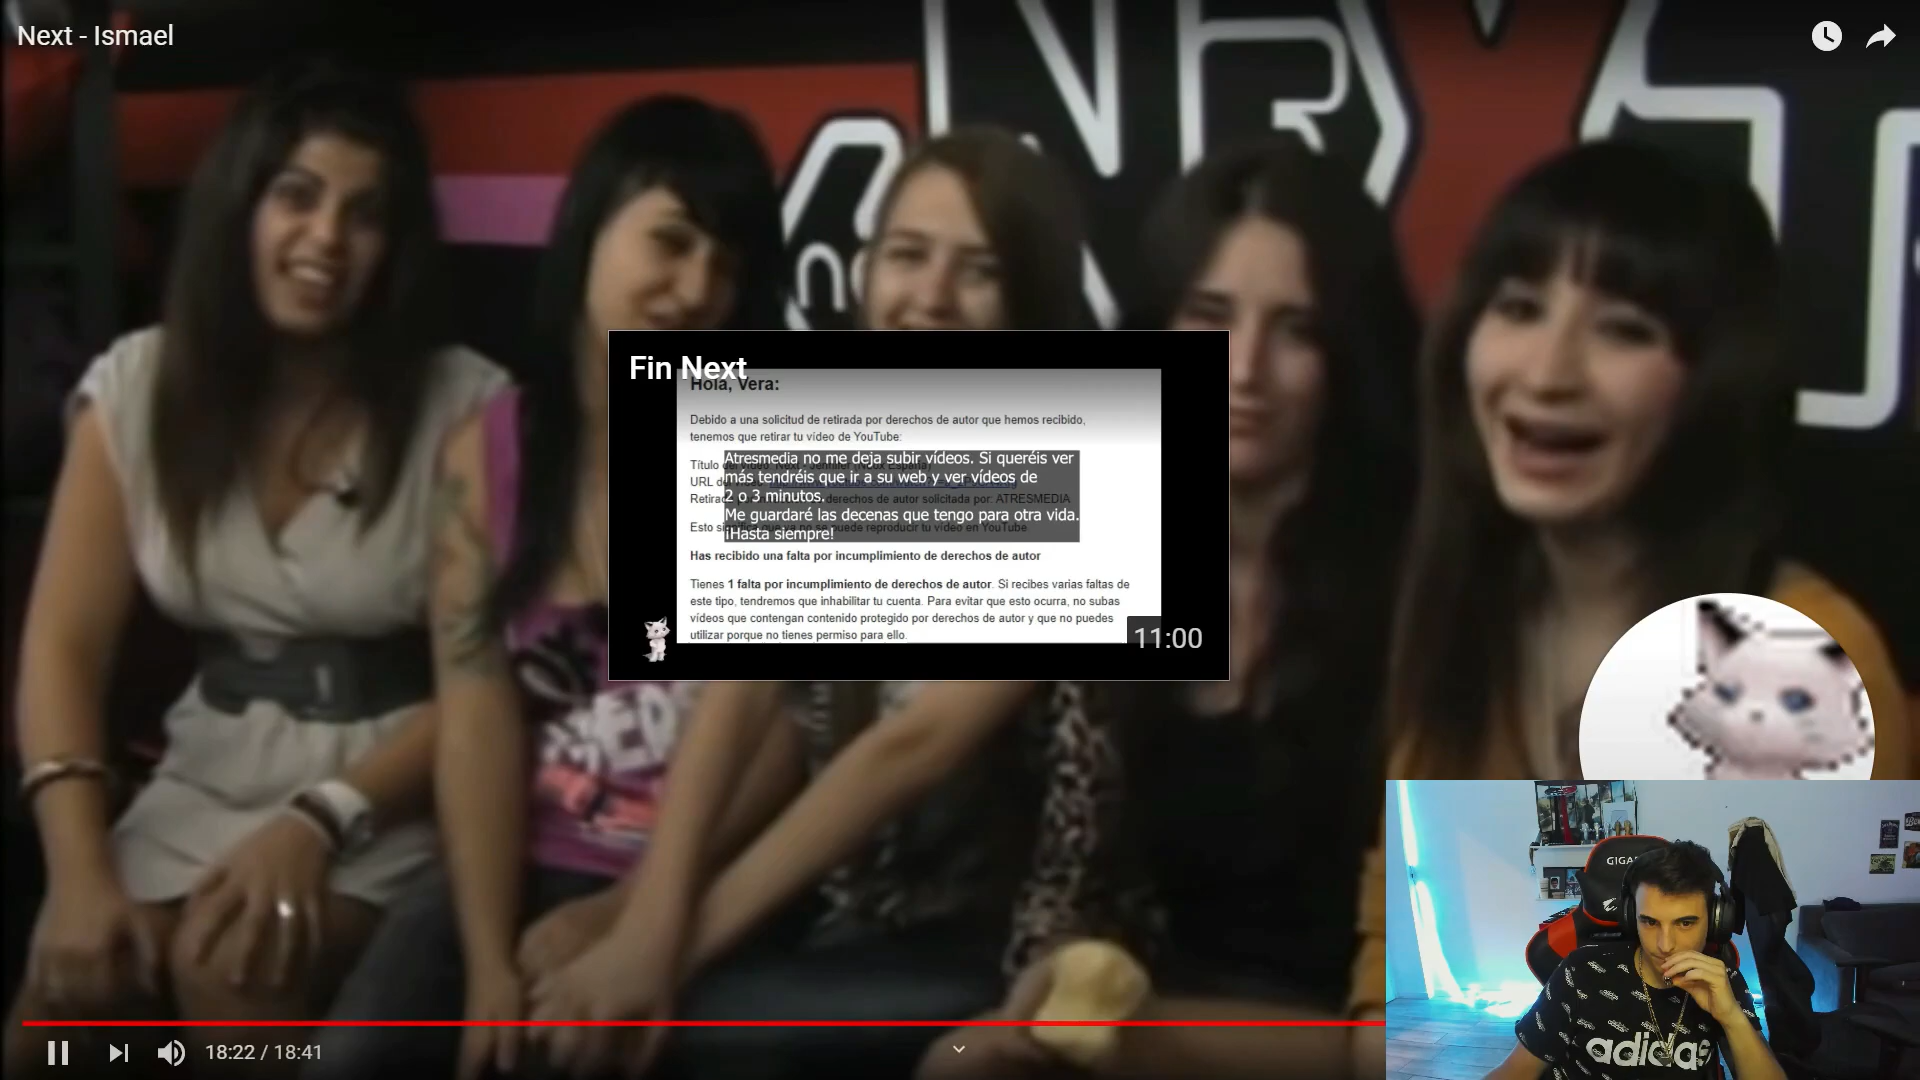 Next - Ismael
Fin Next
Hola, Vera:
Debido a una solicitud de retirada por derechos de autor que hemos recibido,
tenemos que retirar tu vídeo de YouTube:
Atresmedia no me deja subir vídeos. Si queréis ver
más tendréis que ir a su web y ver vídeos de
2 o 3 minutos.
Me guardaré las decenas que tengo para otra vida.
¡Hasta siempre!
derechos de autor solicitada por: ATRESMEDIA
Has recibido una falta por incumplimiento de derechos de autor
Tienes 1 falta por incumplimiento de derechos de autor. Si recibes varias faltas de
este tipo, tendremos que inhabilitar tu cuenta. Para evitar que esto ocurra, no subas
vídeos que contengan contenido protegido por derechos de autor y que no puedes
utilizar porque no tienes permiso para ello.
11:00
18:22 / 18:41
adidas